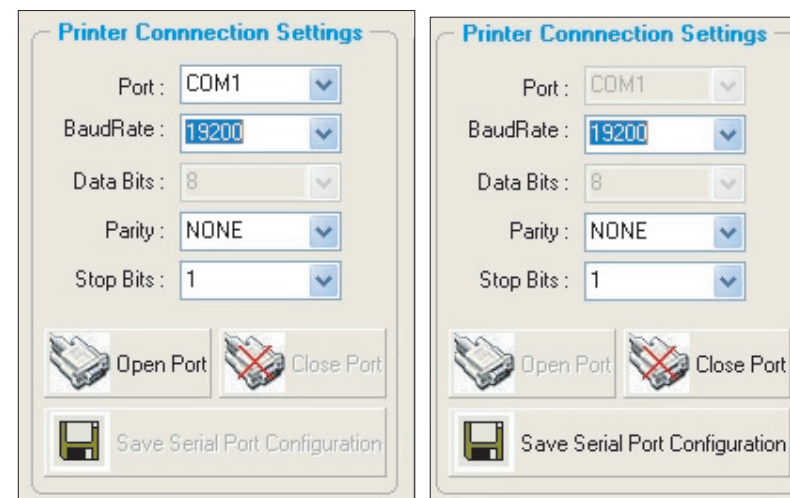 Printer Connnection Settings
Port : COM1
BaudRate : 19200
Data Bits : 8
Parity : NONE
Stop Bits : 1
Open Port
Close Port
Save Serial Port Configuration
Printer Connnection Settings
Port : COM1
BaudRate : 19200
Data Bits : 8
Parity : NONE
Stop Bits : 1
Open Port
Close Port
Save Serial Port Configuration